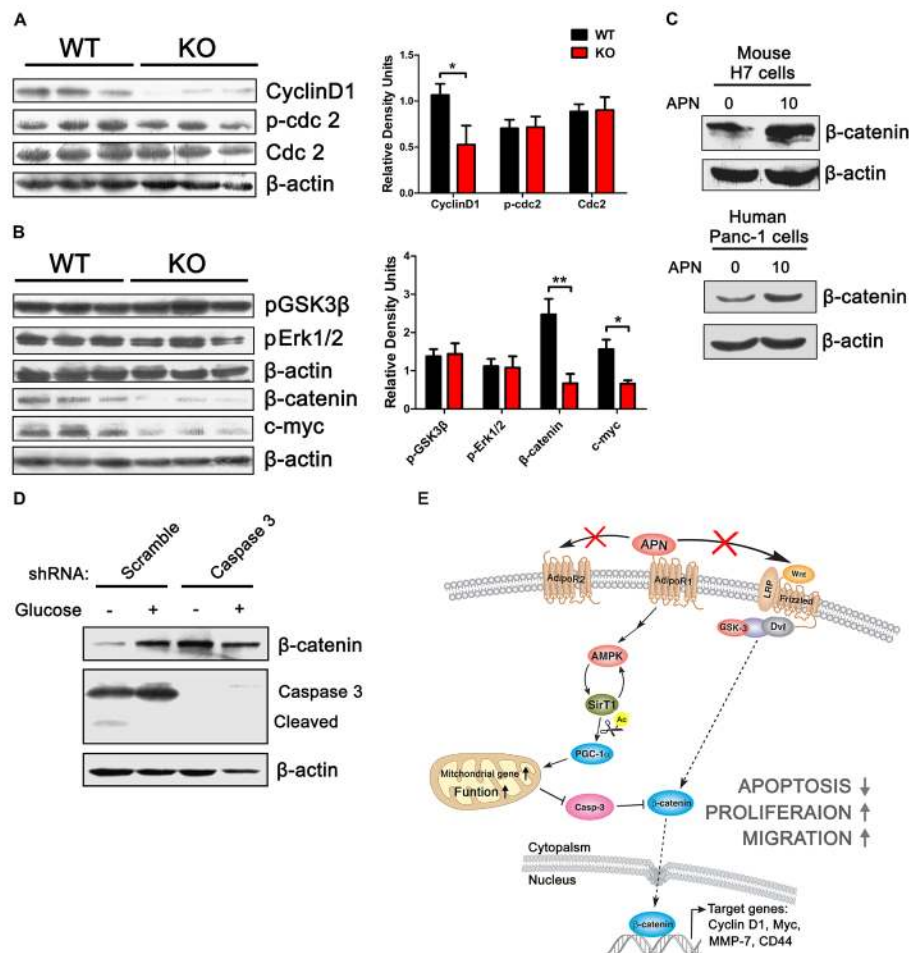 A
WT KO
CyclinD1
p-cdc 2
Cdc 2
β-actin
Relative Density Units
1.5
1.0
0.5
0.0
*
WT
KO
CyclinD1 p-cdc2 Cdc2
B
WT KO
pGSK3β
pErk1/2
β-actin
β-catenin
c-myc
β-actin
Relative Density Units
4
3
2
1
0
**
*
p-GSK3β p-Erk1/2 β-catenin c-myc
C
Mouse
H7 cells
APN 0 10
β-catenin
β-actin
Human
Panc-1 cells
APN 0 10
β-catenin
β-actin
D
shRNA: Scramble Caspase 3
Glucose - + - +
β-catenin
Caspase 3
Cleaved
β-actin
E
APN
AdipoR2
AdipoR1
LRP
Wnt
Frizzled
GSK-3
Dvl
AMPK
SirT1
Ac
PGC-1α
Mitchondrial gene
Funtion
Casp-3
β-catenin
APOPTOSIS ↓
PROLIFERAION ↑
MIGRATION ↑
Cytopalsm
Nucleus
β-catenin
Target genes:
Cyclin D1, Myc,
MMP-7, CD44